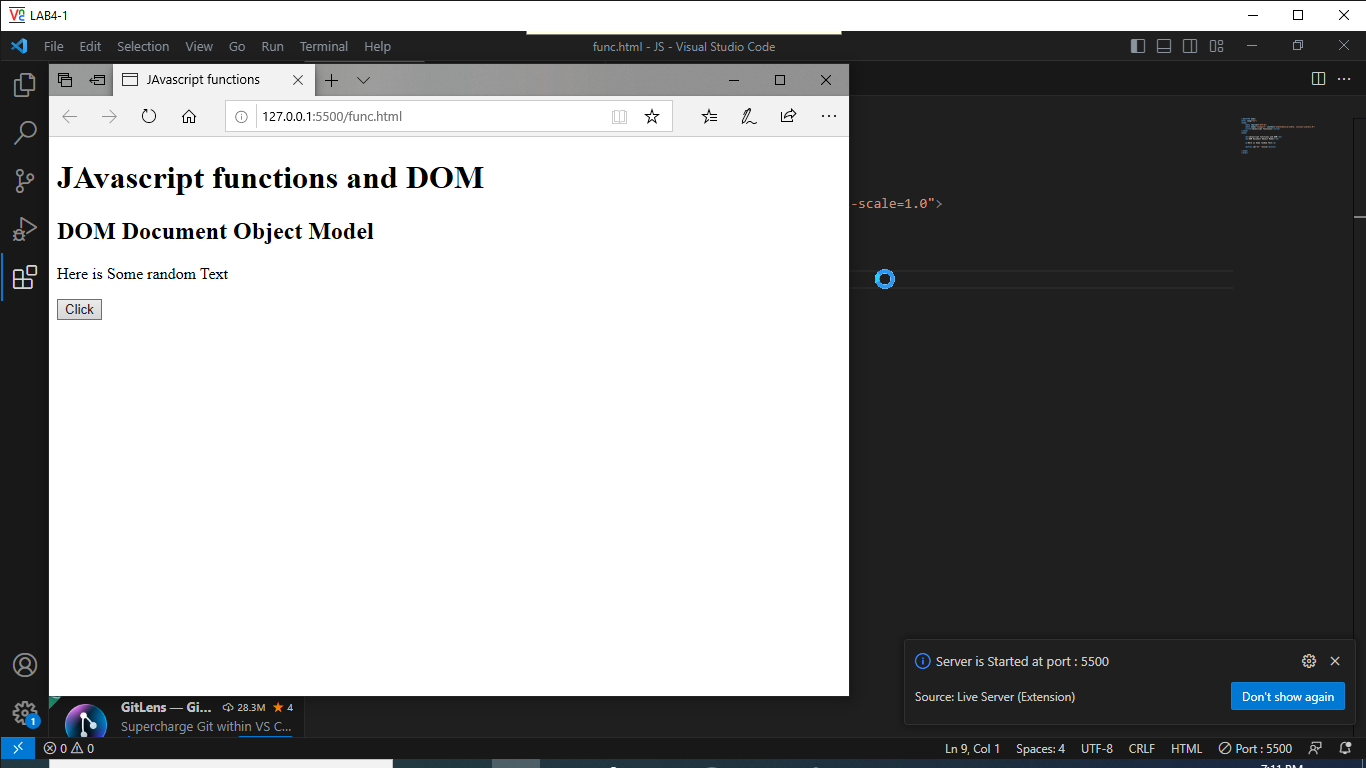 LAB4-1
File Edit Selection View Go Run Terminal Help
func.html - JS - Visual Studio Code
JAvascript functions
127.0.0.1:5500/func.html
JAvascript functions and DOM
DOM Document Object Model
Here is Some random Text
Click
-scale=1.0">
Server is Started at port : 5500
Source: Live Server (Extension)
Don't show again
GitLens — Gi... 28.3M ★ 4
Supercharge Git within VS C...
1
0 0
Ln 9, Col 1 Spaces: 4 UTF-8 CRLF HTML Port : 5500
7:11 PM